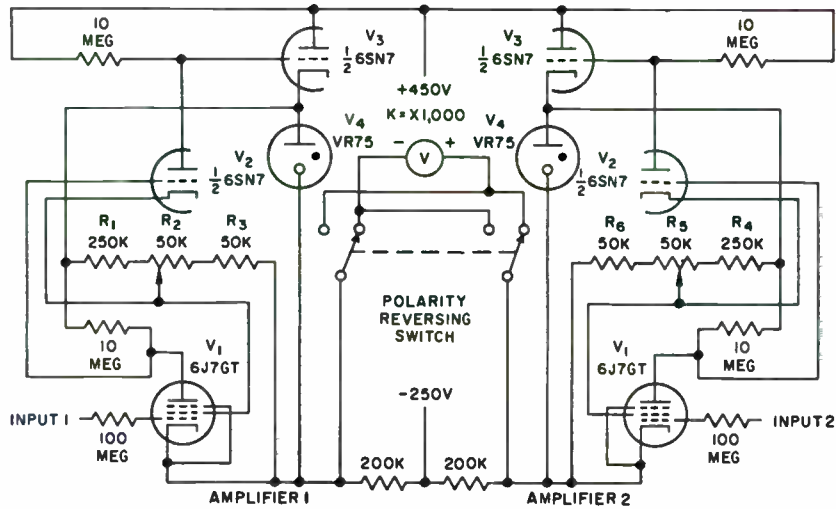 10
MEG
V3
1/2 6SN7
+450V
K = X1,000
V3
1/2 6SN7
10
MEG
V4
VR75
- V +
V4
VR75
V2
1/2 6SN7
V2
1/2 6SN7
R1
250K
R2
50K
R3
50K
R6
50K
R5
50K
R4
250K
POLARITY
REVERSING
SWITCH
10
MEG
V1
6J7GT
V1
6J7GT
10
MEG
INPUT 1
100
MEG
-250V
INPUT 2
100
MEG
200K
200K
AMPLIFIER 1
AMPLIFIER 2